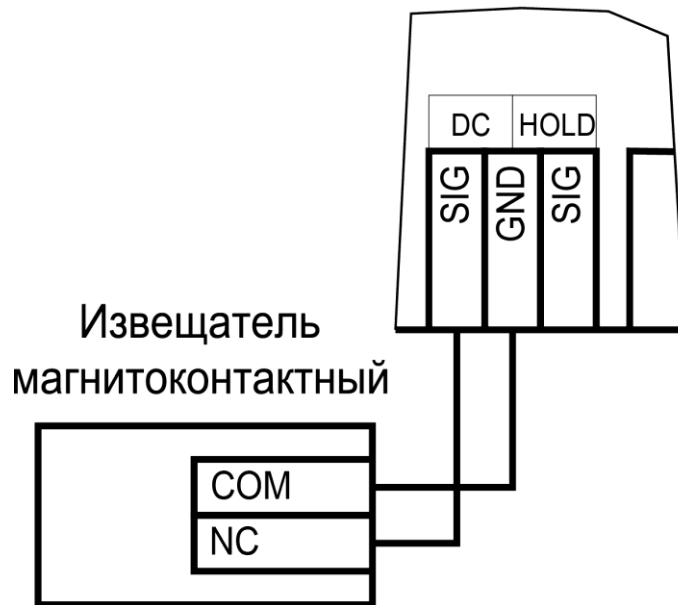 DC HOLD
SIG GND SIG
Извещатель
магнитоконтактный
COM
NC